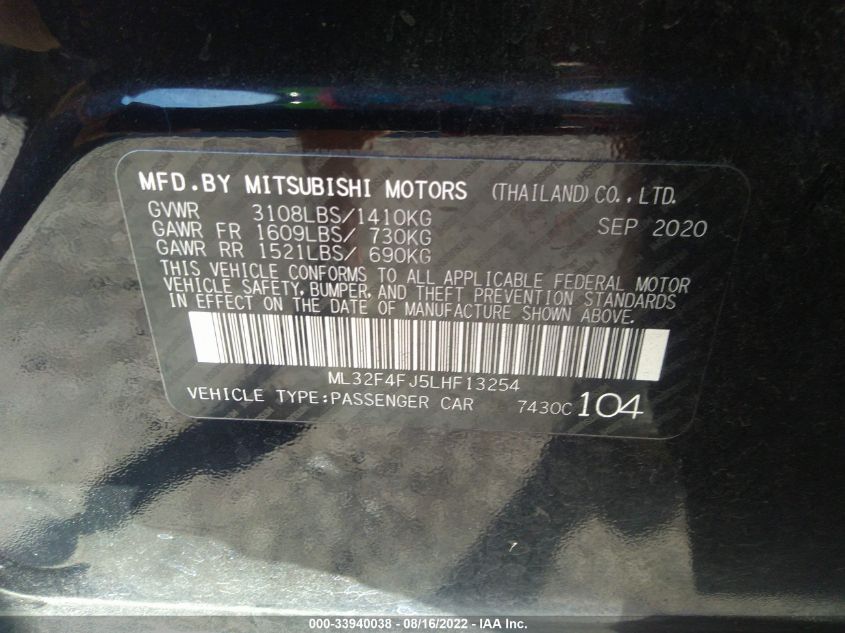 MFD.BY MITSUBISHI MOTORS (THAILAND)CO.,LTD.
GVWR 3108LBS/1410KG SEP 2020
GAWR FR 1609LBS/ 730KG
GAWR RR 1521LBS/ 690KG
THIS VEHICLE CONFORMS TO ALL APPLICABLE FEDERAL MOTOR
VEHICLE SAFETY, BUMPER, AND THEFT PREVENTION STANDARDS
IN EFFECT ON THE DATE OF MANUFACTURE SHOWN ABOVE.
ML32F4FJ5LHF13254
VEHICLE TYPE:PASSENGER CAR 7430C 104
000-33940038 - 08/16/2022 - IAA Inc.